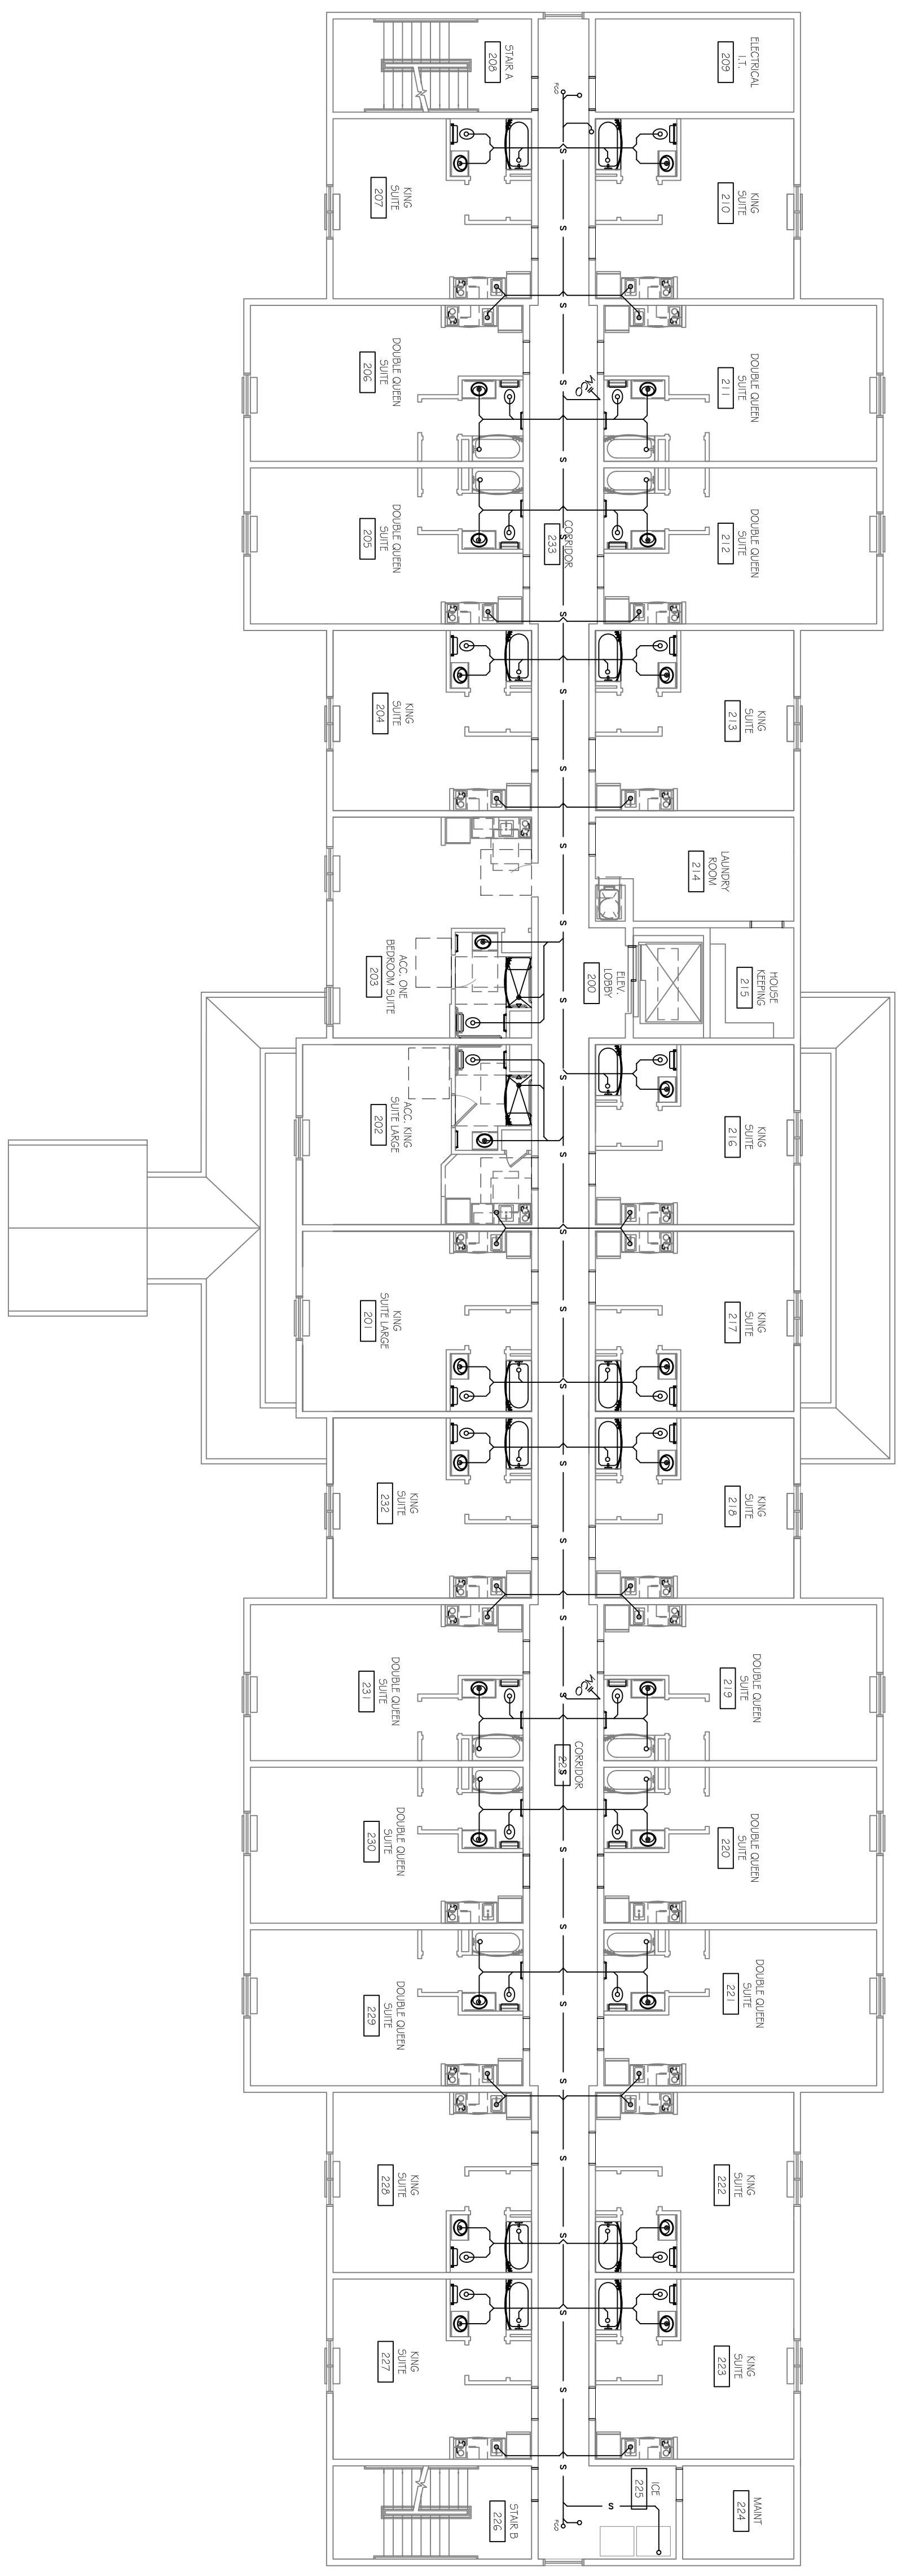 STAIR A
208
ELECTRICAL
I.T.
209
FCO
S
KING
SUITE
207
KING
SUITE
210
S
S
DOUBLE QUEEN
SUITE
206
DOUBLE QUEEN
SUITE
211
S
S
DOUBLE QUEEN
SUITE
205
CORRIDOR
233
S
DOUBLE QUEEN
SUITE
212
S
S
KING
SUITE
204
KING
SUITE
213
S
S
LAUNDRY
ROOM
214
S
ACC. ONE
BEDROOM SUITE
203
ELEV.
LOBBY
200
HOUSE
KEEPING
215
S
S
ACC. KING
SUITE LARGE
202
KING
SUITE
216
S
S
KING
SUITE LARGE
201
KING
SUITE
217
S
S
S
KING
SUITE
232
KING
SUITE
218
S
S
DOUBLE QUEEN
SUITE
231
DOUBLE QUEEN
SUITE
219
S
CORRIDOR
S
DOUBLE QUEEN
SUITE
230
DOUBLE QUEEN
SUITE
220
S
S
DOUBLE QUEEN
SUITE
229
DOUBLE QUEEN
SUITE
221
S
S
KING
SUITE
228
KING
SUITE
222
S
S
S
KING
SUITE
227
KING
SUITE
223
S
S
ICE
225
S
MAINT
224
STAIR B
226
FCO